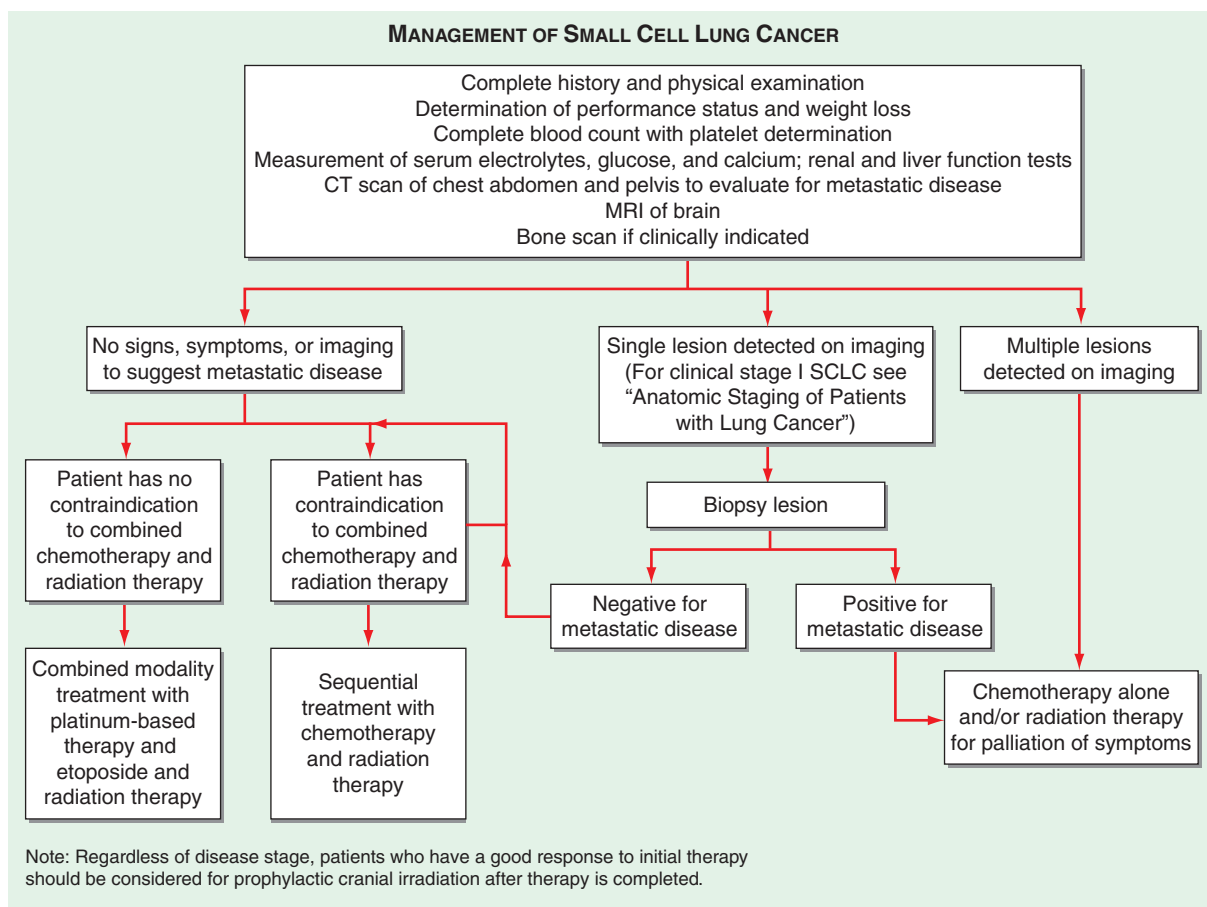 MANAGEMENT OF SMALL CELL LUNG CANCER
Complete history and physical examination
Determination of performance status and weight loss
Complete blood count with platelet determination
Measurement of serum electrolytes, glucose, and calcium; renal and liver function tests
CT scan of chest abdomen and pelvis to evaluate for metastatic disease
MRI of brain
Bone scan if clinically indicated
No signs, symptoms, or imaging
to suggest metastatic disease
Single lesion detected on imaging
(For clinical stage I SCLC see
“Anatomic Staging of Patients
with Lung Cancer”)
Multiple lesions
detected on imaging
Patient has no
contraindication
to combined
chemotherapy and
radiation therapy
Patient has
contraindication
to combined
chemotherapy and
radiation therapy
Biopsy lesion
Negative for
metastatic disease
Positive for
metastatic disease
Combined modality
treatment with
platinum-based
therapy and
etoposide and
radiation therapy
Sequential
treatment with
chemotherapy
and radiation
therapy
Chemotherapy alone
and/or radiation therapy
for palliation of symptoms
Note: Regardless of disease stage, patients who have a good response to initial therapy
should be considered for prophylactic cranial irradiation after therapy is completed.